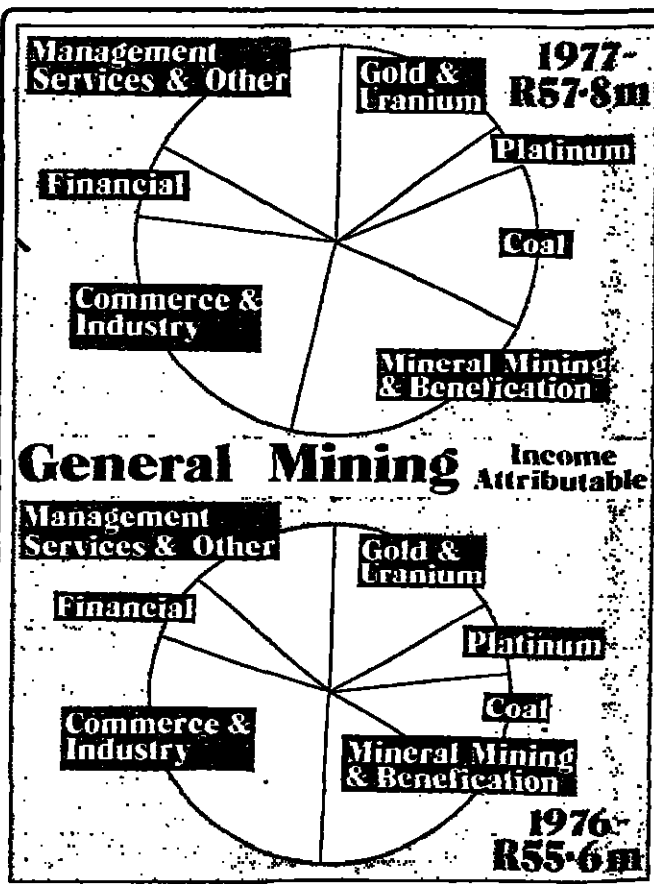 Management
Services & Other
Gold &
Uranium
1977-
R57·8m
Platinum
Financial
Coal
Commerce &
Industry
Mineral Mining
& Benefication
General Mining
Income
Attributable
Management
Services & Other
Gold &
Uranium
Financial
Platinum
Coal
Commerce &
Industry
Mineral Mining
& Benefication
1976-
R55·6m